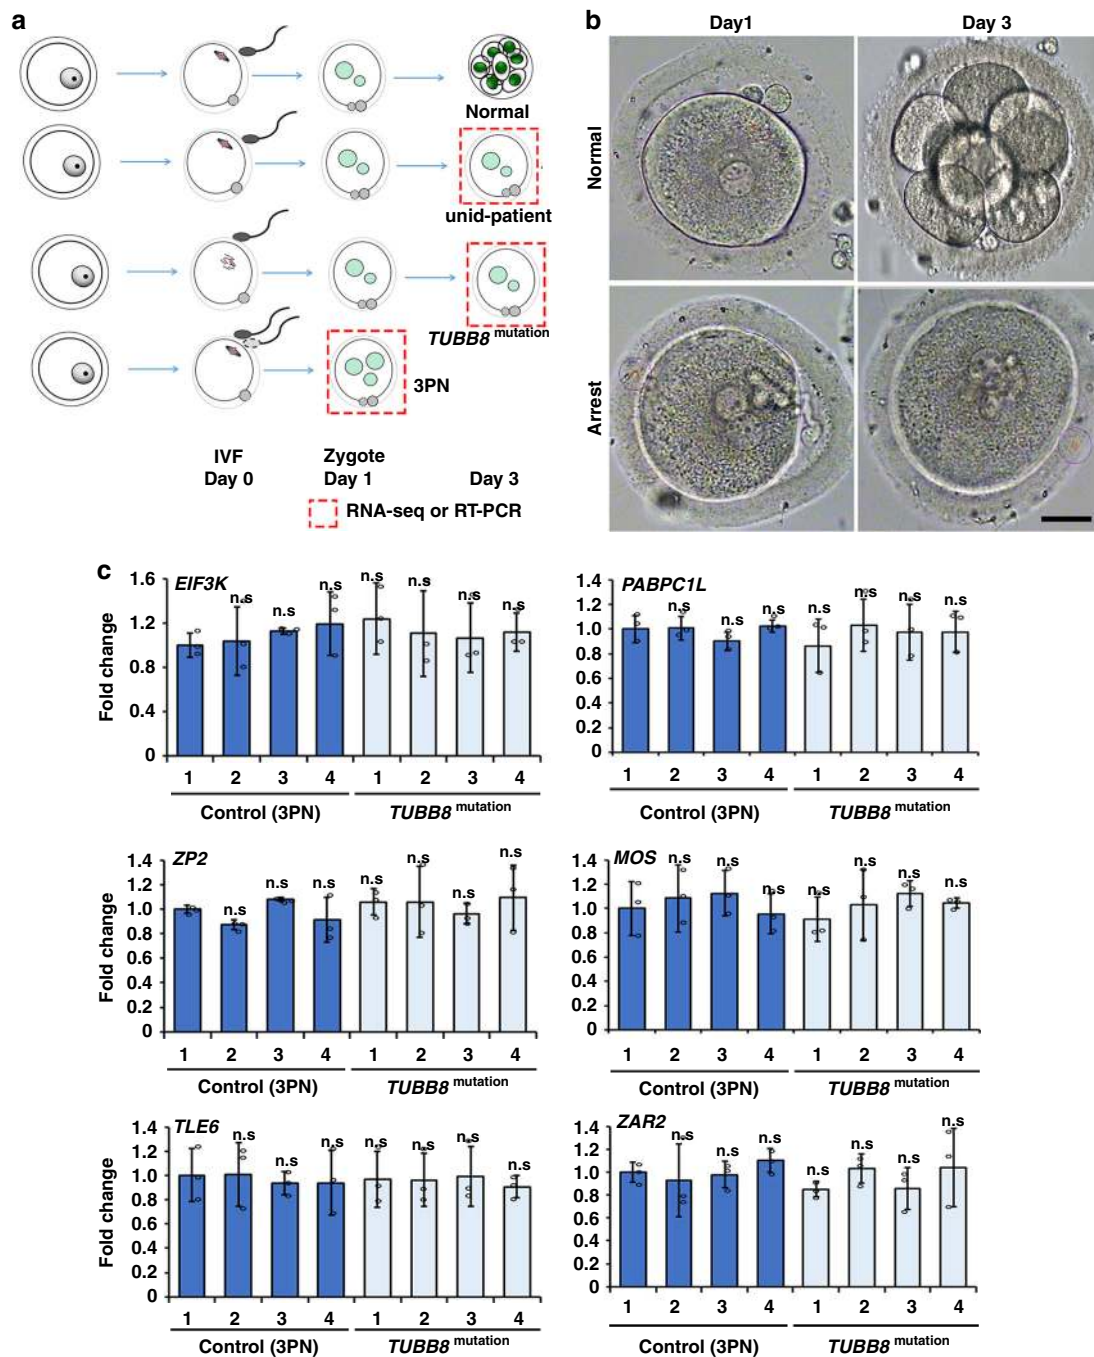 a
Normal
unid-patient
TUBB8 mutation
3PN
IVF
Day 0
Zygote
Day 1
Day 3
RNA-seq or RT-PCR
b
Day1
Day 3
Normal
Arrest
c
EIF3K
Fold change
1.6
1.2
0.8
0.4
0
n.s
n.s
n.s
n.s
n.s
n.s
n.s
1 2 3 4 1 2 3 4
Control (3PN)
TUBB8 mutation
PABPC1L
1.4
1.2
1.0
0.8
0.6
0.4
0.2
0
n.s
n.s
n.s
n.s
n.s
n.s
n.s
1 2 3 4 1 2 3 4
Control (3PN)
TUBB8 mutation
ZP2
Fold change
1.4
1.2
1.0
0.8
0.6
0.4
0.2
0
n.s
n.s
n.s
n.s
n.s
n.s
n.s
1 2 3 4 1 2 3 4
Control (3PN)
TUBB8 mutation
MOS
1.4
1.2
1.0
0.8
0.6
0.4
0.2
0
n.s
n.s
n.s
n.s
n.s
n.s
n.s
1 2 3 4 1 2 3 4
Control (3PN)
TUBB8 mutation
TLE6
Fold change
1.4
1.2
1.0
0.8
0.6
0.4
0.2
0
n.s
n.s
n.s
n.s
n.s
n.s
n.s
1 2 3 4 1 2 3 4
Control (3PN)
TUBB8 mutation
ZAR2
1.4
1.2
1.0
0.8
0.6
0.4
0.2
0
n.s
n.s
n.s
n.s
n.s
n.s
n.s
1 2 3 4 1 2 3 4
Control (3PN)
TUBB8 mutation